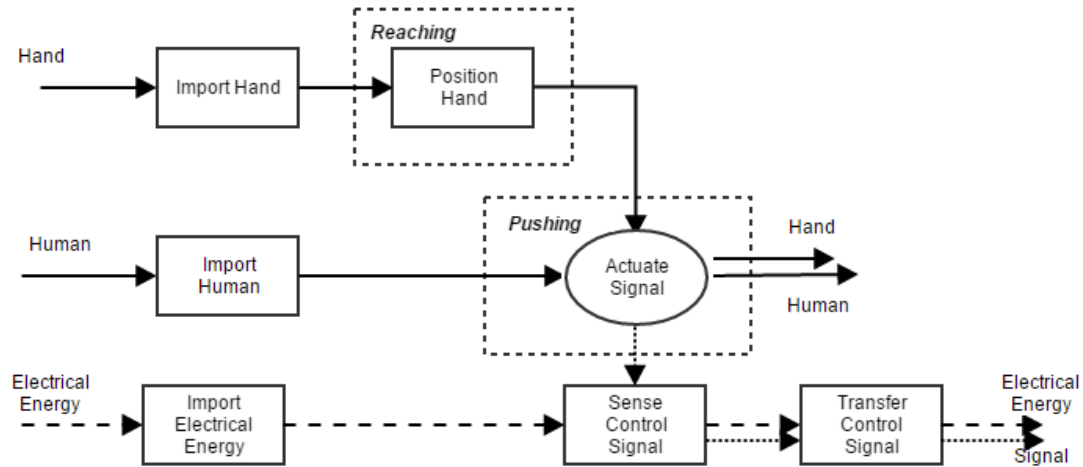 Reaching
Hand
Import Hand
Position
Hand
Pushing
Human
Import
Human
Actuate
Signal
Hand
Human
Electrical
Energy
Import
Electrical
Energy
Sense
Control
Signal
Transfer
Control
Signal
Electrical
Energy
Signal